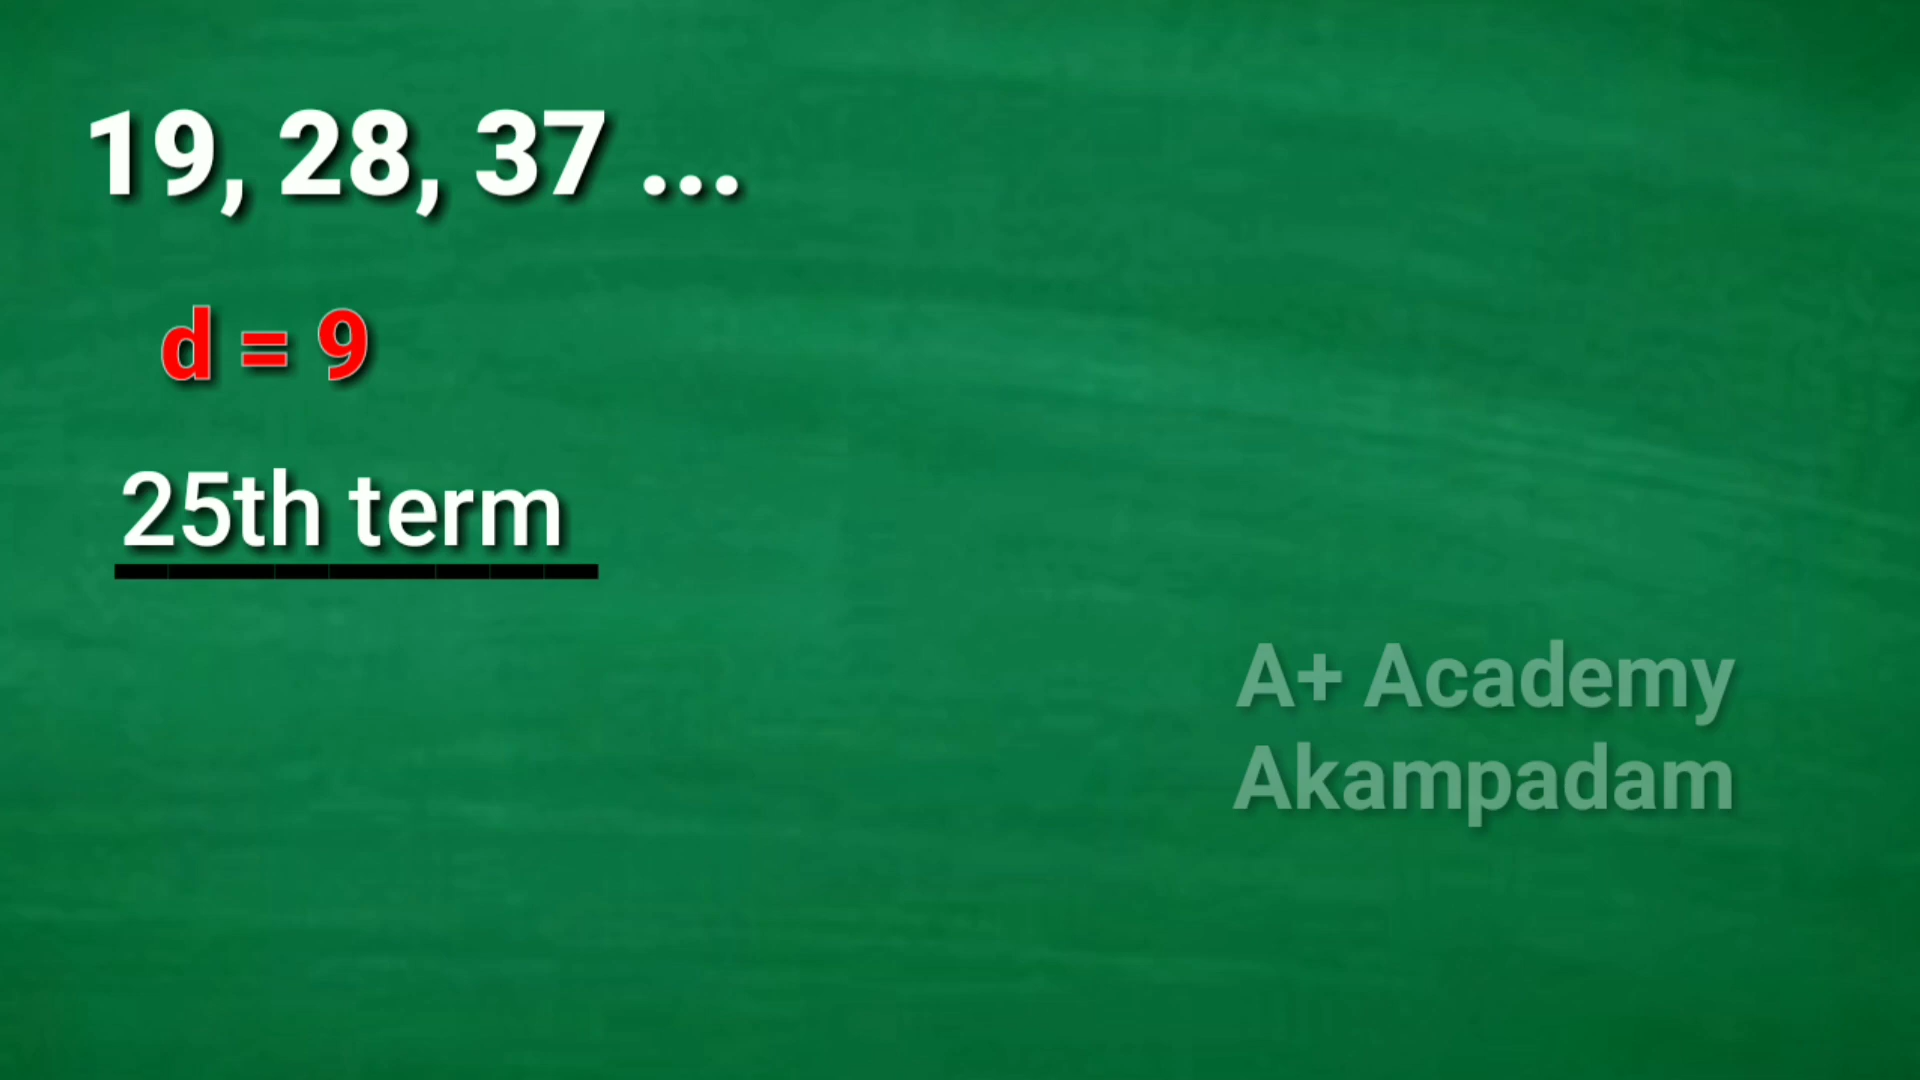 19, 28, 37 ...
d = 9
25th term
A+ Academy
Akampadam